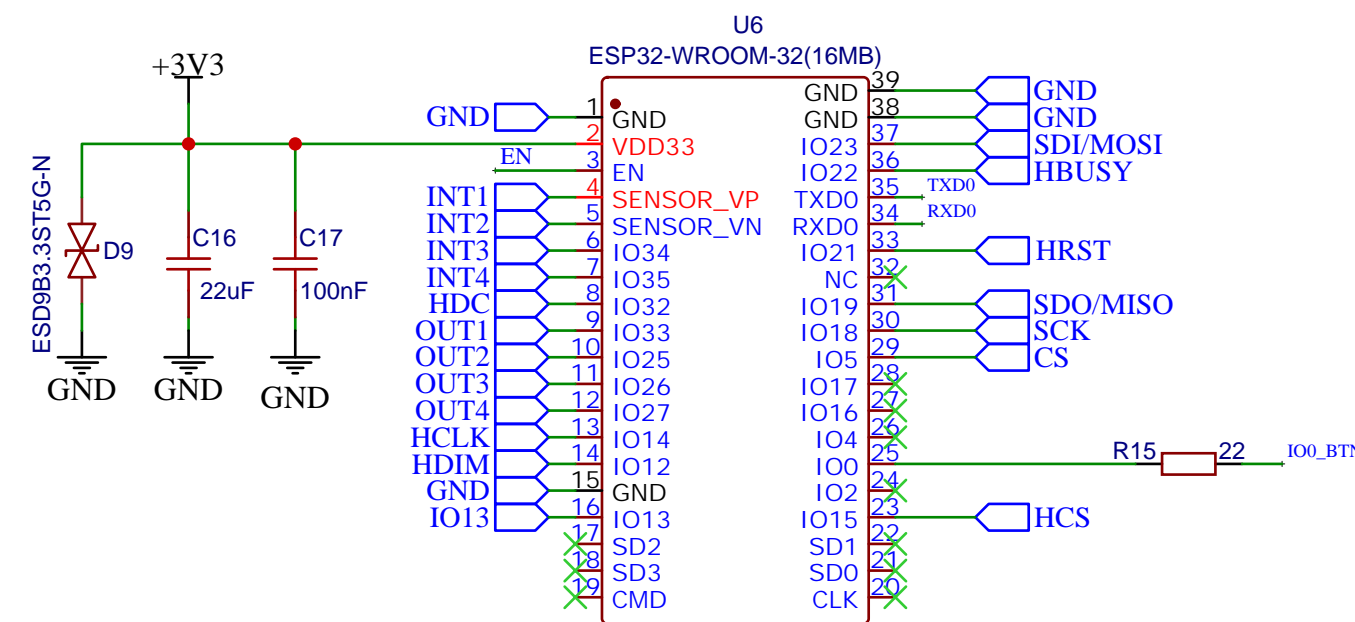 U6
ESP32-WROOM-32(16MB)
+3V3
ESD9B3.3ST5G-N
D9
C16
22uF
C17
100nF
GND
GND
GND
GND 1 GND
2 VDD33
EN 3 EN
INT1 4 SENSOR_VP
INT2 5 SENSOR_VN
INT3 6 IO34
INT4 7 IO35
HDC 8 IO32
OUT1 9 IO33
OUT2 10 IO25
OUT3 11 IO26
OUT4 12 IO27
HCLK 13 IO14
HDIM 14 IO12
GND 15 GND
IO13 16 IO13
17 SD2
18 SD3
19 CMD
GND 39 GND
GND 38 GND
IO23 37 SDI/MOSI
IO22 36 HBUSY
TXD0 35 TXD0
RXD0 34 RXD0
IO21 33 HRST
NC 32
IO19 31 SDO/MISO
IO18 30 SCK
IO5 29 CS
IO17 28
IO16 27
IO4 26
IO0 25 R15 22 IO0_BTN
IO2 24
IO15 23 HCS
SD1 22
SD0 21
CLK 20